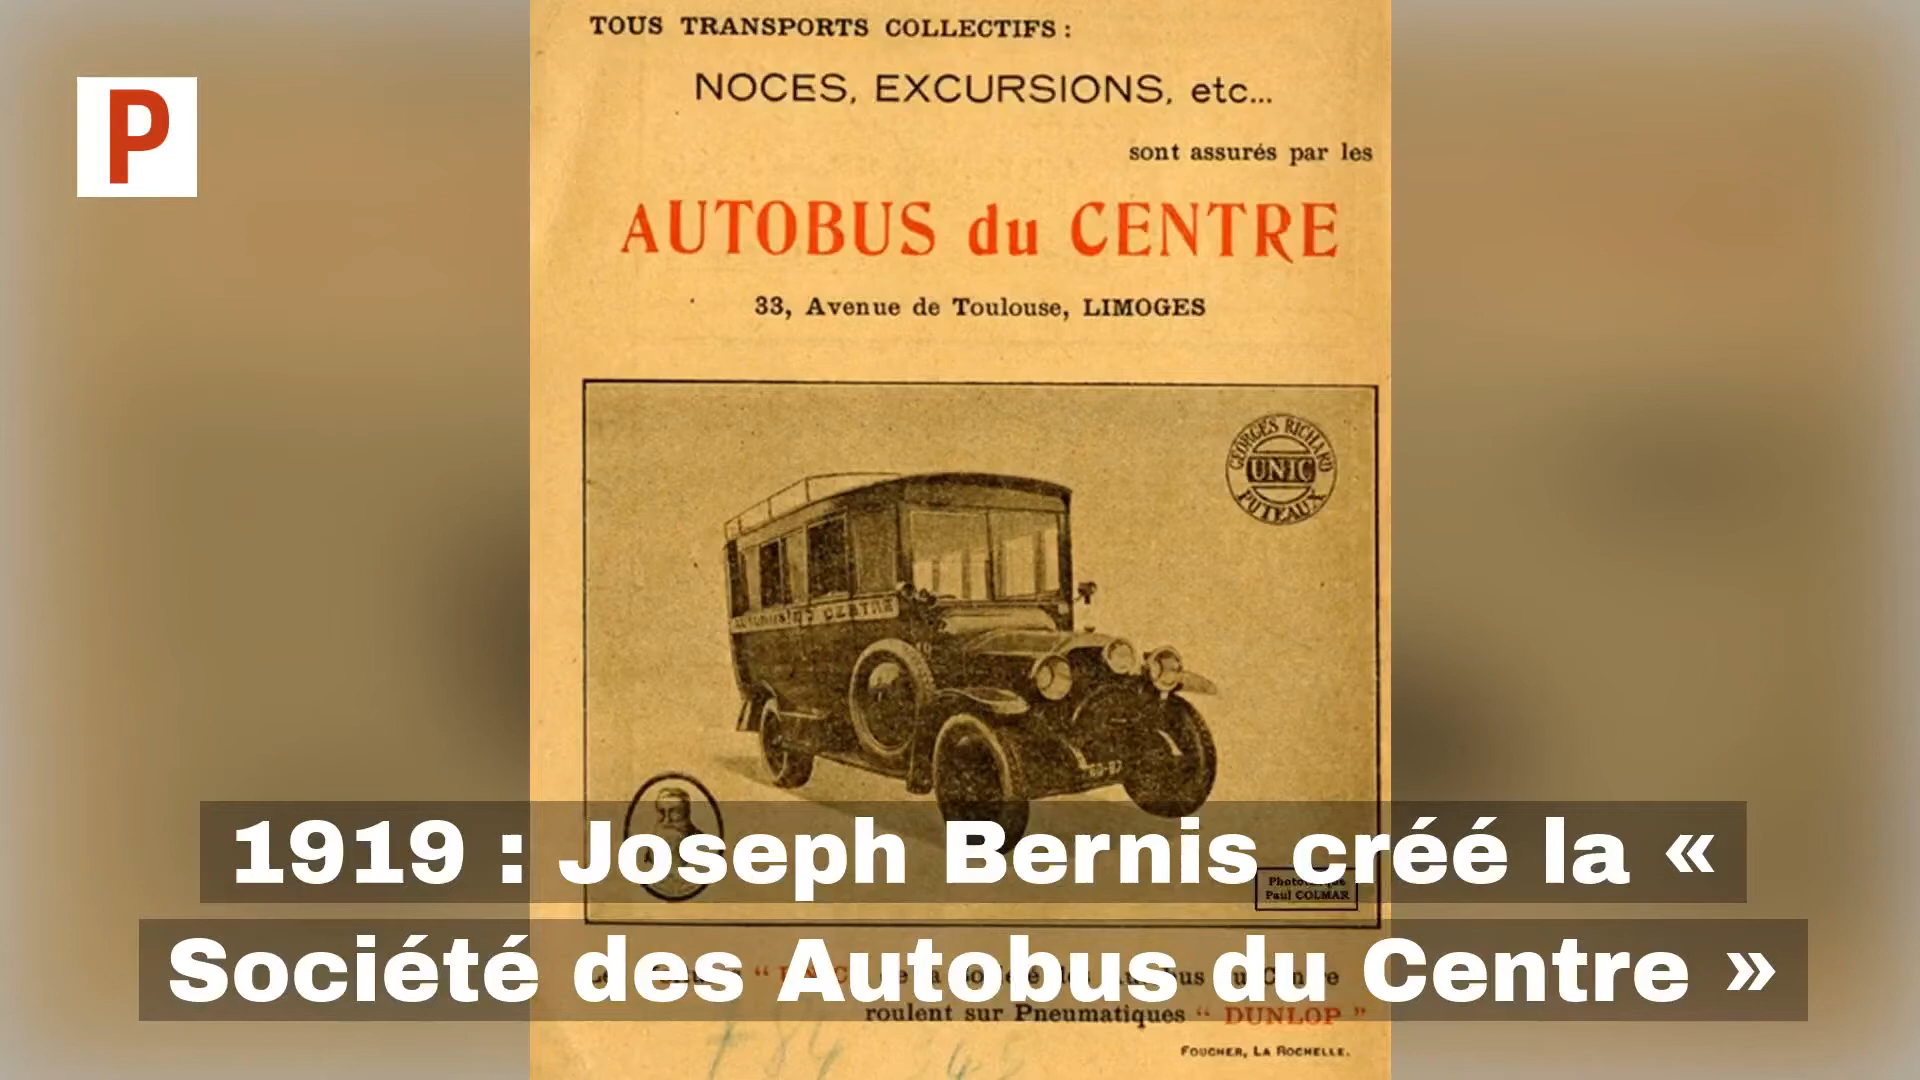 P
TOUS TRANSPORTS COLLECTIFS :
NOCES, EXCURSIONS, etc...
sont assurés par les
AUTOBUS du CENTRE
33, Avenue de Toulouse, LIMOGES
GEORGES RICHARD
UNIC
PUTEAUX
CENTRE
1919 : Joseph Bernis créé la «
Paul COLMAR
Société des Autobus du Centre »
roulent sur Pneumatiques “ DUNLOP ”
FOUCHER, LA ROCHELLE.